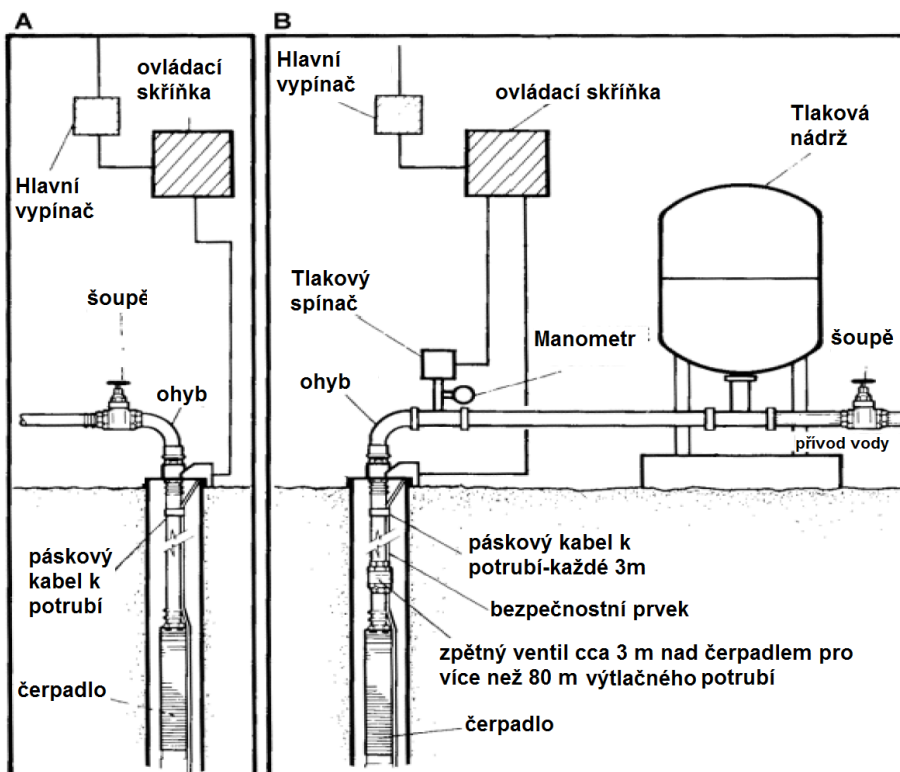 A
ovládací
skříňka
Hlavní
vypínač
šoupě
ohyb
páskový
kabel k
potrubí
čerpadlo
B
Hlavní
vypínač
ovládací skříňka
Tlaková
nádrž
Tlakový
spínač
Manometr
šoupě
ohyb
přívod vody
páskový kabel k
potrubí-každé 3m
bezpečnostní prvek
zpětný ventil cca 3 m nad čerpadlem pro
více než 80 m výtlačného potrubí
čerpadlo